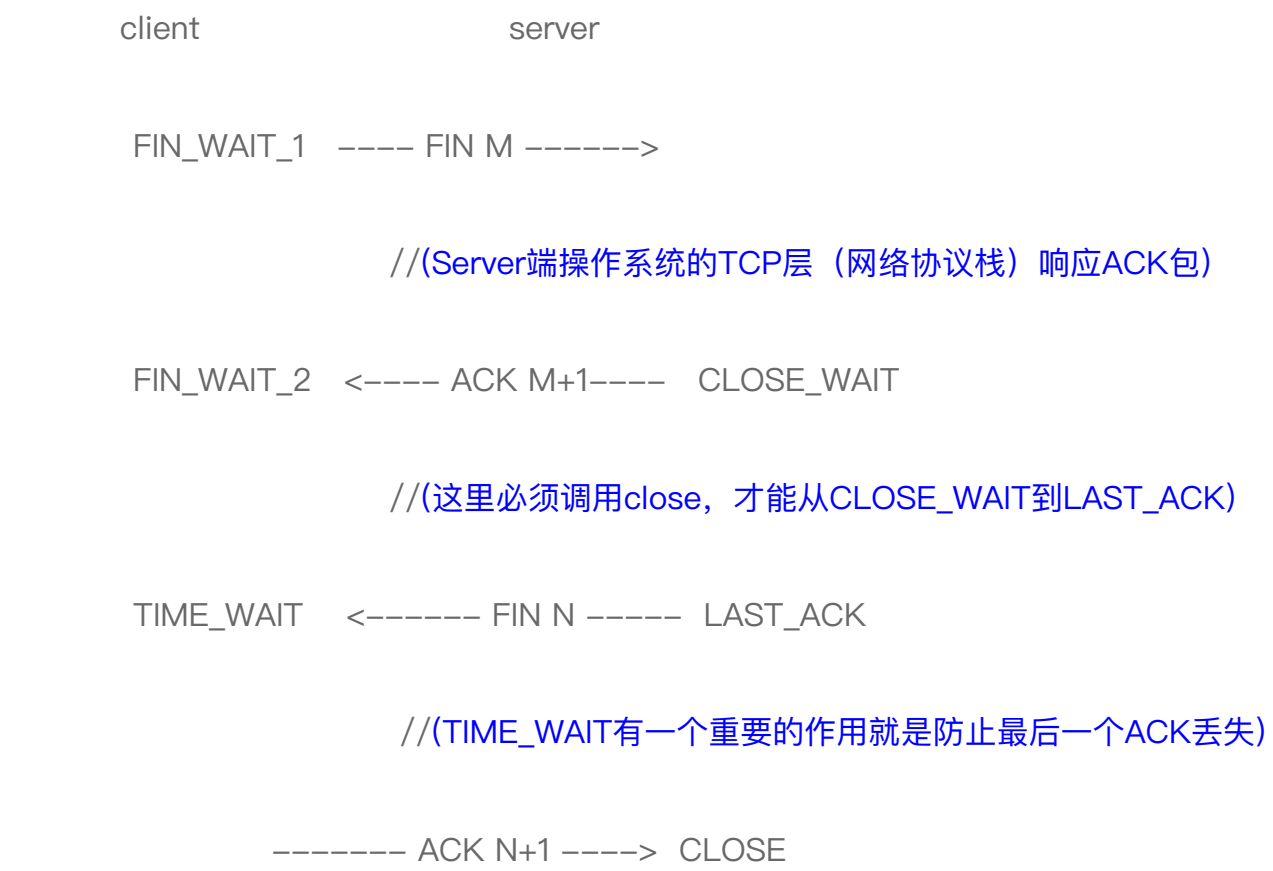 client server
FIN_WAIT_1 ---- FIN M ------>
//(Server端操作系统的TCP层（网络协议栈）响应ACK包)
FIN_WAIT_2 <---- ACK M+1---- CLOSE_WAIT
//(这里必须调用close，才能从CLOSE_WAIT到LAST_ACK)
TIME_WAIT <------ FIN N ----- LAST_ACK
//(TIME_WAIT有一个重要的作用就是防止最后一个ACK丢失)
------- ACK N+1 ----> CLOSE